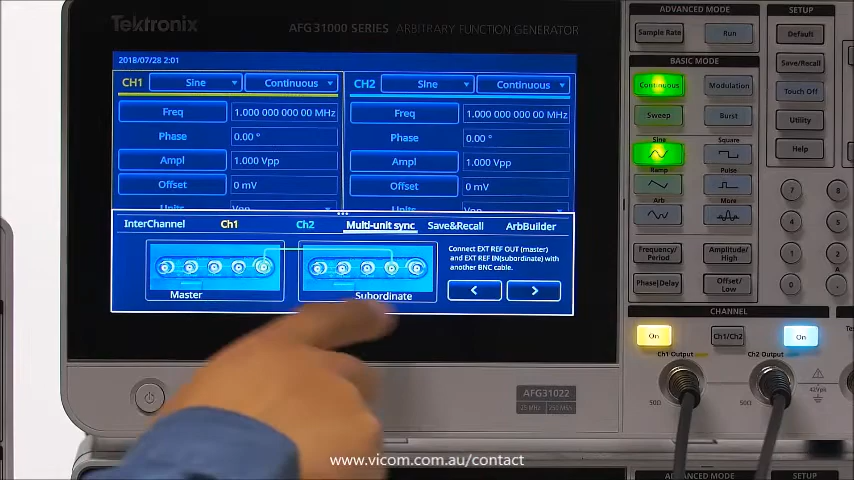 Tektronix
AFG31000 SERIES ARBITRARY FUNCTION GENERATOR
2018/07/28 2:01
CH1 Sine Continuous
CH2 Sine Continuous
Freq 1.000 000 000 00 MHz
Freq 1.000 000 000 00 MHz
Phase 0.00 °
Phase 0.00 °
Ampl 1.000 Vpp
Ampl 1.000 Vpp
Offset 0 mV
Offset 0 mV
Units Vpp
InterChannel Ch1 Ch2 Multi-unit sync Save&Recall ArbBuilder
Connect EXT REF OUT (master)
and EXT REF IN(subordinate) with
another BNC cable.
Master
Subordinate
< >
ADVANCED MODE
Sample Rate Run
BASIC MODE
Continuous Modulation
Sweep Burst
Sine Square
Ramp Pulse
Arb More
Frequency/
Period
Amplitude/
High
Phase|Delay
Offset/
Low
SETUP
Default
Save/Recall
Touch Off
Utility
Help
7 8
4 5
1 2
0
CHANNEL
On Ch1/Ch2 On
Ch1 Output Ch2 Output
50Ω 50Ω
AFG31022
www.vicom.com.au/contact
ADVANCED MODE SETUP